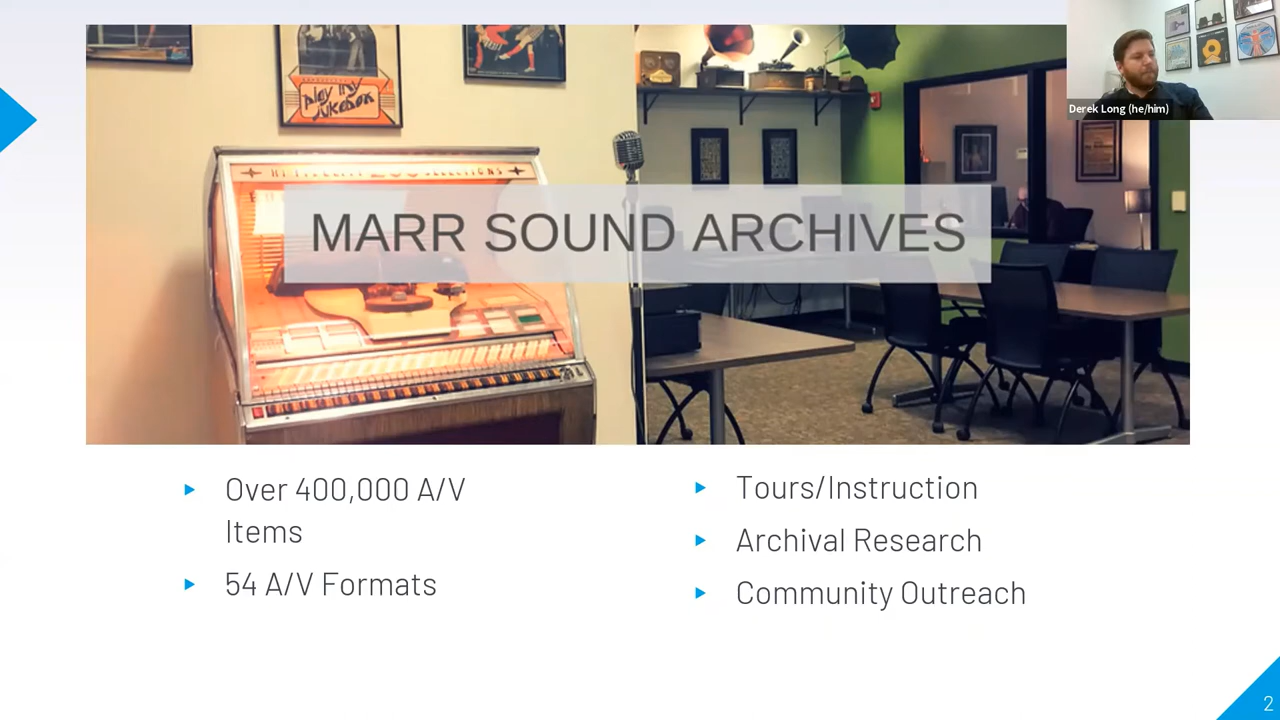 play my
jukebox
SELECTIONS
MARR SOUND ARCHIVES
Derek Long (he/him)
Over 400,000 A/V
Items
54 A/V Formats
Tours/Instruction
Archival Research
Community Outreach
2